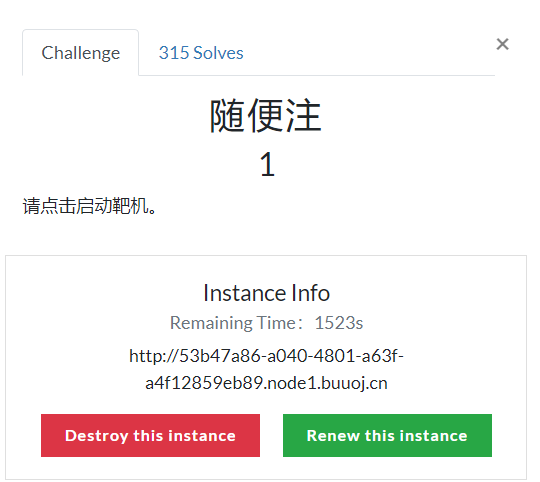 Challenge
315 Solves
×
随便注
1
请点击启动靶机。
Instance Info
Remaining Time：1523s
http://53b47a86-a040-4801-a63f-
a4f12859eb89.node1.buuoj.cn
Destroy this instance
Renew this instance